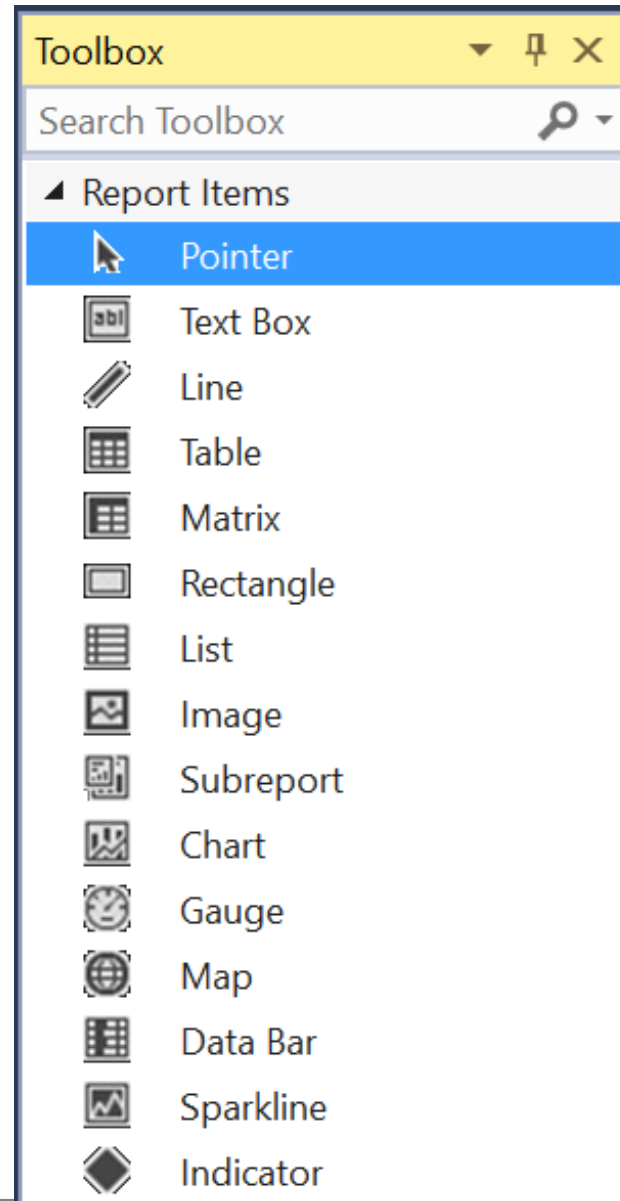 Toolbox
Search Toolbox
Report Items
Pointer
abl Text Box
Line
Table
Matrix
Rectangle
List
Image
Subreport
Chart
Gauge
Map
Data Bar
Sparkline
Indicator